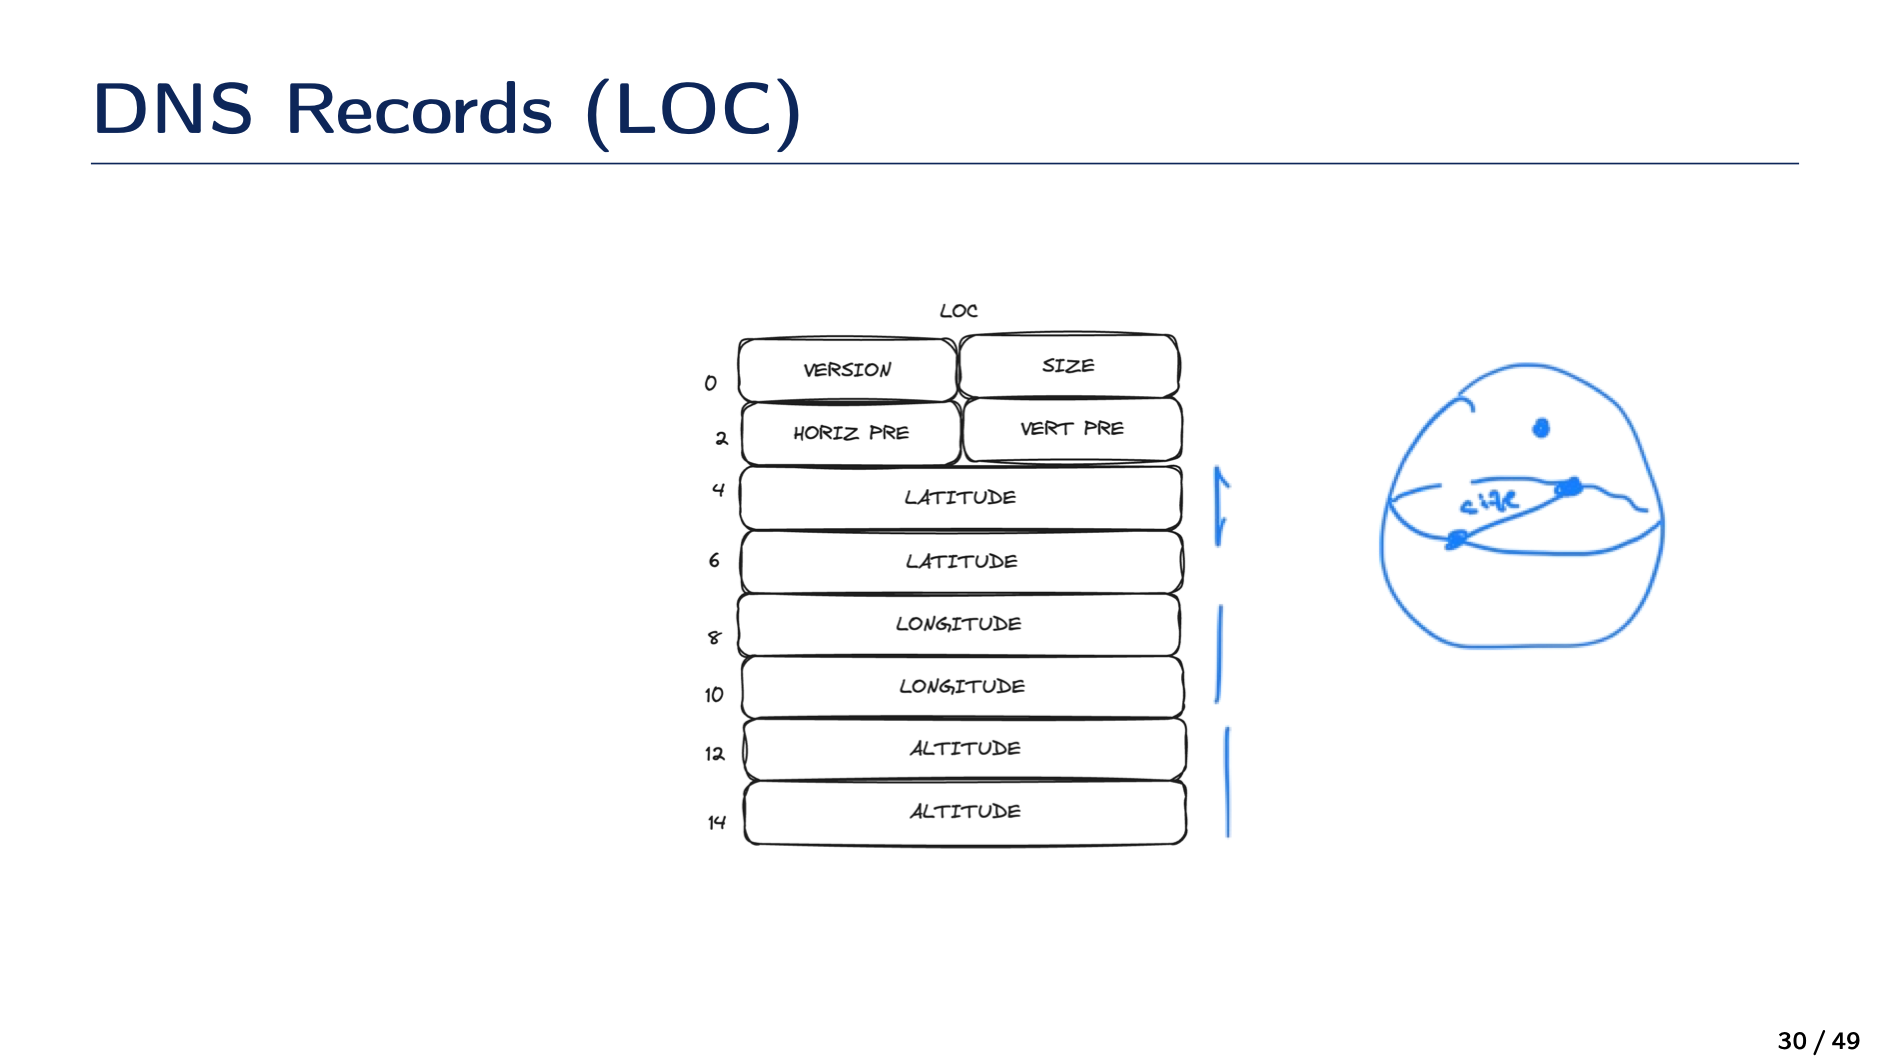 DNS Records (LOC)
LOC
0 VERSION SIZE
2 HORIZ PRE VERT PRE
4 LATITUDE
6 LATITUDE
8 LONGITUDE
10 LONGITUDE
12 ALTITUDE
14 ALTITUDE
size
30 / 49